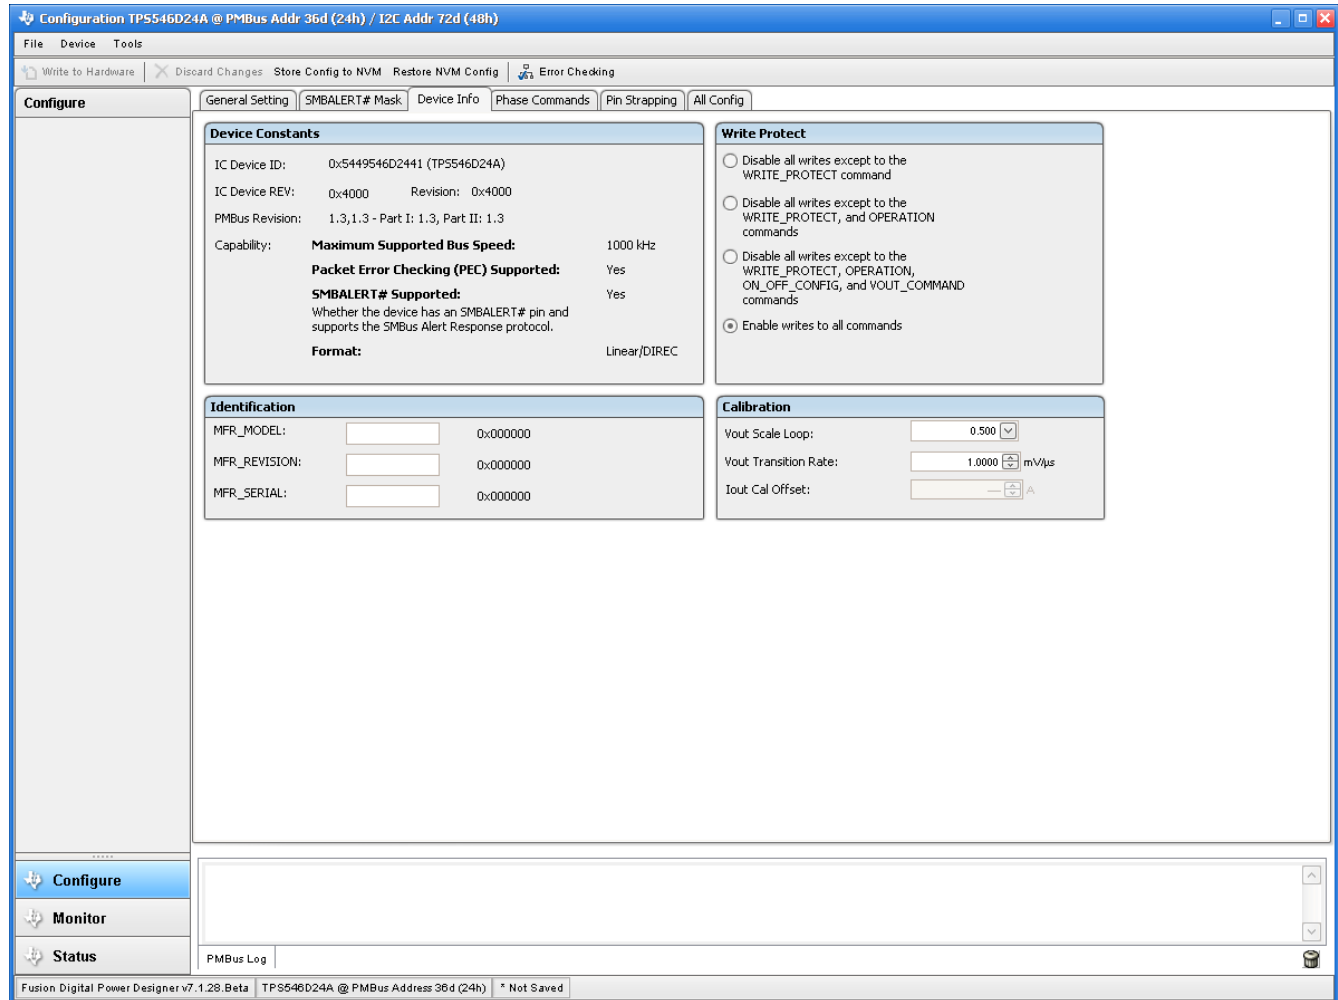 Configuration TPS546D24A @ PMBus Addr 36d (24h) / I2C Addr 72d (48h)
File Device Tools
Write to Hardware Discard Changes Store Config to NVM Restore NVM Config Error Checking
Configure
General Setting SMBALERT# Mask Device Info Phase Commands Pin Strapping All Config
Device Constants
IC Device ID: 0x5449546D2441 (TPS546D24A)
IC Device REV: 0x4000 Revision: 0x4000
PMBus Revision: 1.3,1.3 - Part I: 1.3, Part II: 1.3
Capability: Maximum Supported Bus Speed: 1000 kHz
Packet Error Checking (PEC) Supported: Yes
SMBALERT# Supported: Yes
Whether the device has an SMBALERT# pin and
supports the SMBus Alert Response protocol.
Format: Linear/DIREC
Write Protect
Disable all writes except to the
WRITE_PROTECT command
Disable all writes except to the
WRITE_PROTECT, and OPERATION
commands
Disable all writes except to the
WRITE_PROTECT, OPERATION,
ON_OFF_CONFIG, and VOUT_COMMAND
commands
Enable writes to all commands
Identification
MFR_MODEL: 0x000000
MFR_REVISION: 0x000000
MFR_SERIAL: 0x000000
Calibration
Vout Scale Loop: 0.500
Vout Transition Rate: 1.0000 mV/µs
Iout Cal Offset: — A
Configure
Monitor
Status
PMBus Log
Fusion Digital Power Designer v7.1.28.Beta TPS546D24A @ PMBus Address 36d (24h) * Not Saved